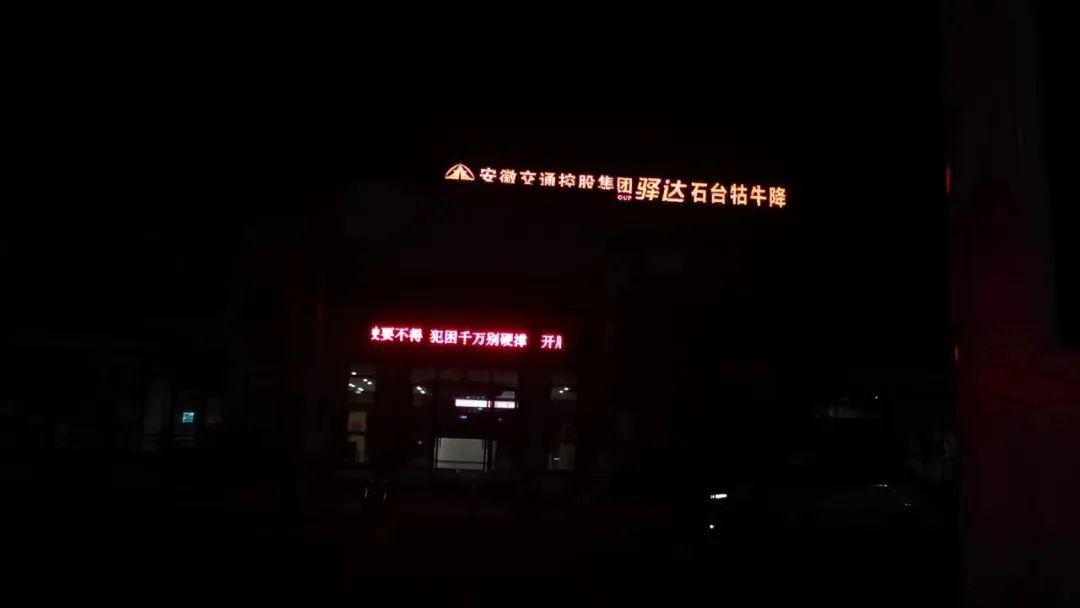 安徽交通控股集团 驿达 石台牯牛降
OUP
要不得 犯困千万别硬撑 开